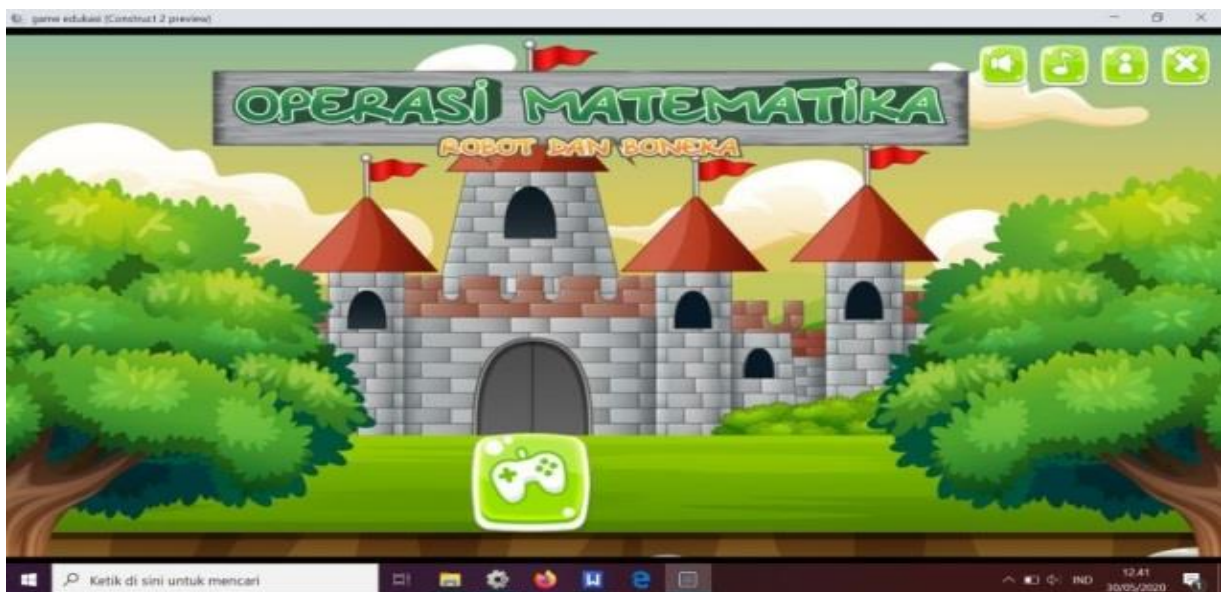 game edukasi (Construct 2 preview)
OPERASI MATEMATIKA
ROBOT DAN BONEKA
Ketik di sini untuk mencari
IND
12.41
30/05/2020